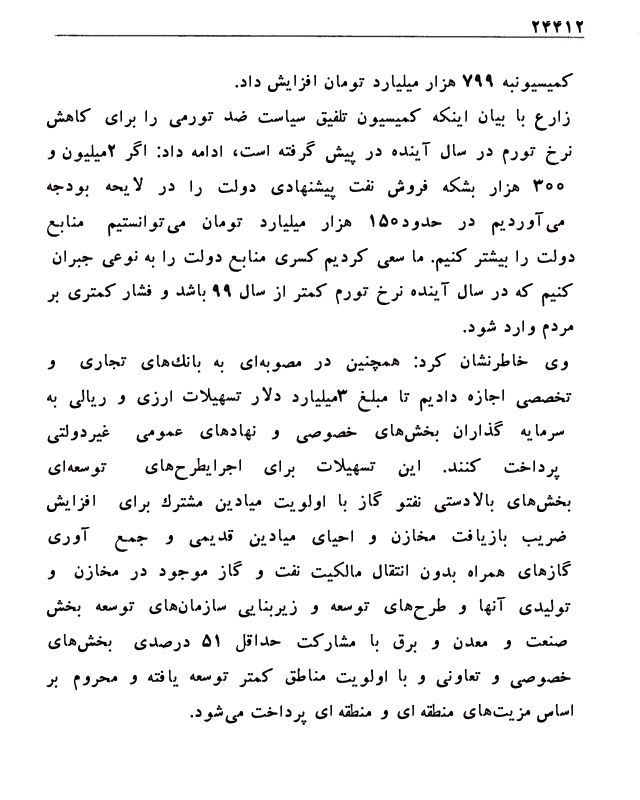 ۲۴۴۱۲
کمیسیونبه ۷۹۹ هزار میلیارد تومان افزایش داد.
زارع با بیان اینکه کمیسیون تلفیق سیاست ضد تورمی را برای کاهش
نرخ تورم در سال آینده در پیش گرفته است، ادامه داد: اگر ۲میلیون و
۳۰۰ هزار بشکه فروش نفت پیشنهادی دولت را در لایحه بودجه
می‌آوردیم در حدود۱۵۰ هزار میلیارد تومان می‌توانستیم منابع
دولت را بیشتر کنیم. ما سعی کردیم کسری منابع دولت را به نوعی جبران
کنیم که در سال آینده نرخ تورم کمتر از سال ۹۹ باشد و فشار کمتری بر
مردم وارد شود.
وی خاطرنشان کرد: همچنین در مصوبه‌ای به بانك‌های تجاری و
تخصصی اجازه دادیم تا مبلغ ۳میلیارد دلار تسهیلات ارزی و ریالی به
سرمایه گذاران بخش‌های خصوصی و نهادهای عمومی غیردولتی
پرداخت کنند. این تسهیلات برای اجرایطرح‌های توسعه‌ای
بخش‌های بالادستی نفتو گاز با اولویت میادین مشترك برای افزایش
ضریب بازیافت مخازن و احیای میادین قدیمی و جمع آوری
گازهای همراه بدون انتقال مالکیت نفت و گاز موجود در مخازن و
تولیدی آنها و طرح‌های توسعه و زیربنایی سازمان‌های توسعه بخش
صنعت و معدن و برق با مشارکت حداقل ۵۱ درصدی بخش‌های
خصوصی و تعاونی و با اولویت مناطق کمتر توسعه یافته و محروم بر
اساس مزیت‌های منطقه ای و منطقه ای پرداخت می‌شود.